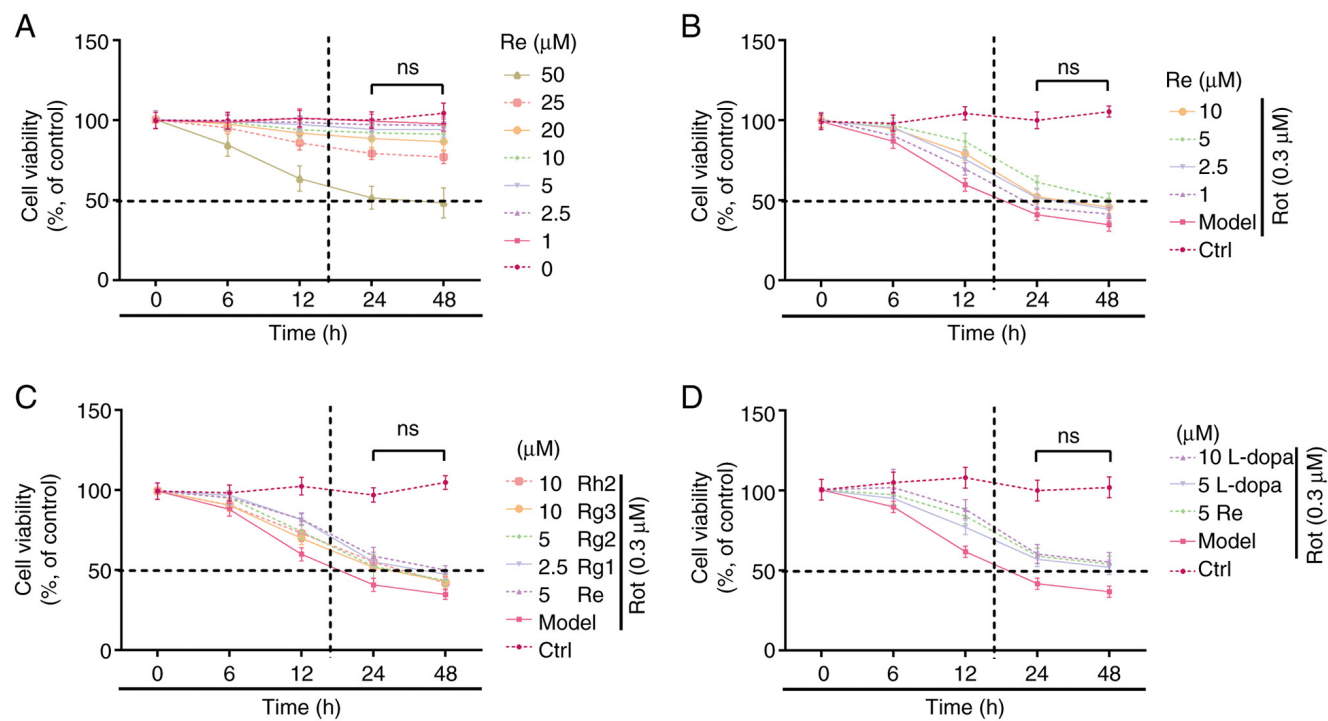 A
150
100
50
0
Cell viability
(%, of control)
ns
0 6 12 24 48
Time (h)
Re (μM)
50
25
20
10
5
2.5
1
0
B
150
100
50
0
Cell viability
(%, of control)
ns
0 6 12 24 48
Time (h)
Re (μM)
10
5
2.5
1
Model
Ctrl
Rot (0.3 μM)
C
150
100
50
0
Cell viability
(%, of control)
ns
0 6 12 24 48
Time (h)
(μM)
10 Rh2
10 Rg3
5 Rg2
2.5 Rg1
5 Re
Model
Ctrl
Rot (0.3 μM)
D
150
100
50
0
Cell viability
(%, of control)
ns
0 6 12 24 48
Time (h)
(μM)
10 L-dopa
5 L-dopa
5 Re
Model
Ctrl
Rot (0.3 μM)